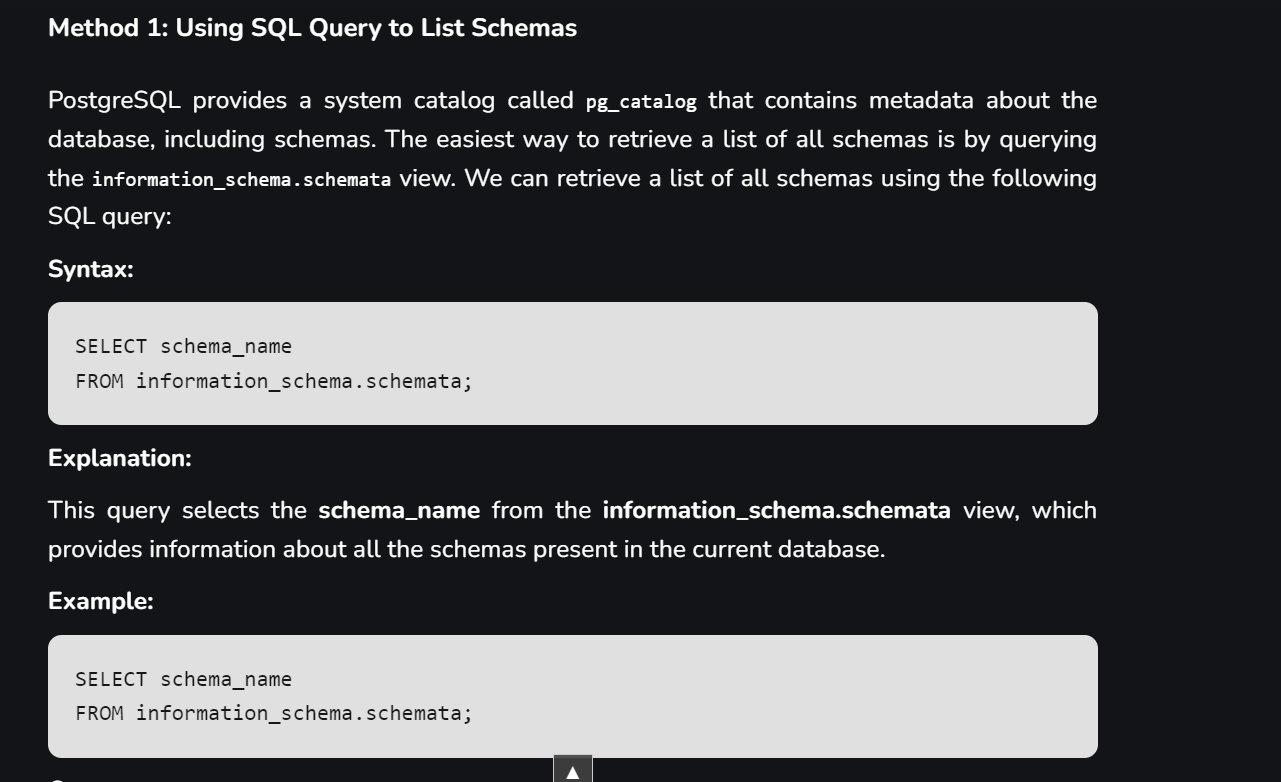 Method 1: Using SQL Query to List Schemas
PostgreSQL provides a system catalog called pg_catalog that contains metadata about the
database, including schemas. The easiest way to retrieve a list of all schemas is by querying
the information_schema.schemata view. We can retrieve a list of all schemas using the following
SQL query:
Syntax:
SELECT schema_name
FROM information_schema.schemata;
Explanation:
This query selects the schema_name from the information_schema.schemata view, which
provides information about all the schemas present in the current database.
Example:
SELECT schema_name
FROM information_schema.schemata;